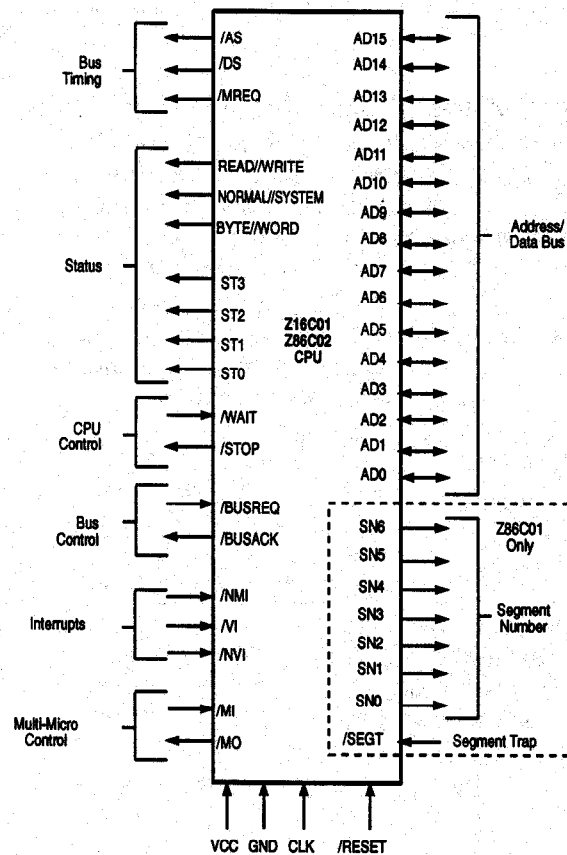 Bus
Timing
/AS
/DS
/MREQ
Status
READ//WRITE
NORMAL//SYSTEM
BYTE//WORD
ST3
ST2
ST1
ST0
CPU
Control
/WAIT
/STOP
Bus
Control
/BUSREQ
/BUSACK
Interrupts
/NMI
/VI
/NVI
Multi-Micro
Control
/MI
/MO
Z16C01
Z86C02
CPU
AD15
AD14
AD13
AD12
AD11
AD10
AD9
AD8
AD7
AD6
AD5
AD4
AD3
AD2
AD1
AD0
Address/
Data Bus
SN6
SN5
SN4
SN3
SN2
SN1
SN0
Z86C01
Only
Segment
Number
/SEGT
Segment Trap
VCC GND CLK /RESET